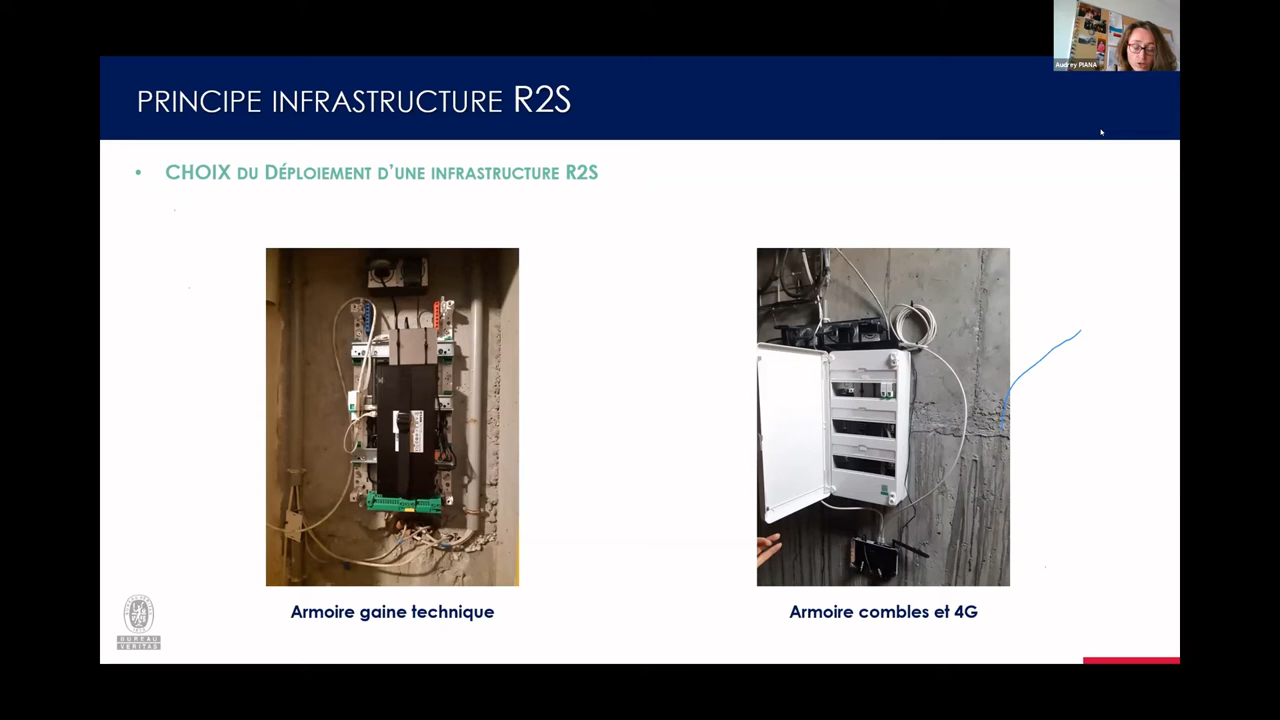 Audrey PIANA
PRINCIPE INFRASTRUCTURE R2S
• CHOIX DU DÉPLOIEMENT D'UNE INFRASTRUCTURE R2S
Armoire gaine technique
Armoire combles et 4G
BUREAU
VERITAS